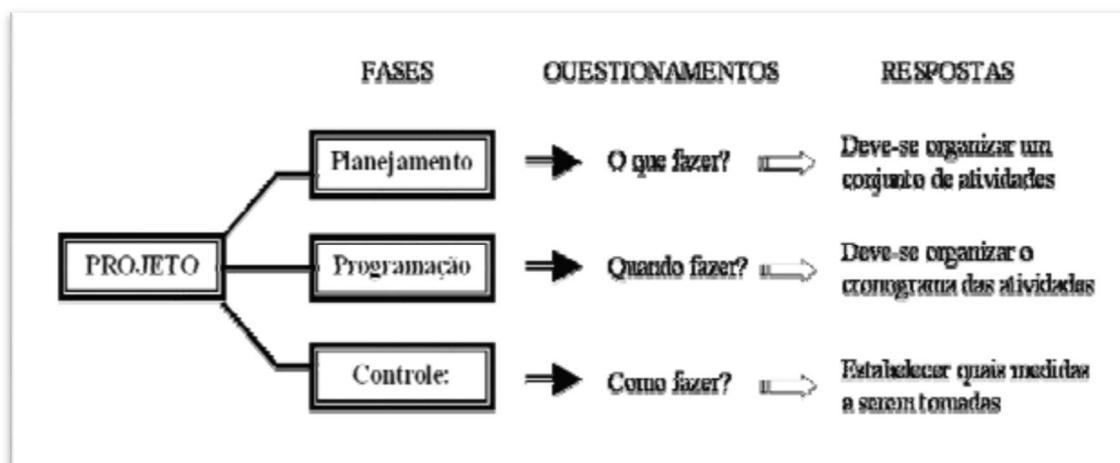 FASES QUESTIONAMENTOS RESPOSTAS
Planejamento O que fazer? Deve-se organizar um
conjunto de atividades
PROJETO Programação Quando fazer? Deve-se organizar o
cronograma das atividades
Controle: Como fazer? Estabelecer quais medidas
a serem tomadas